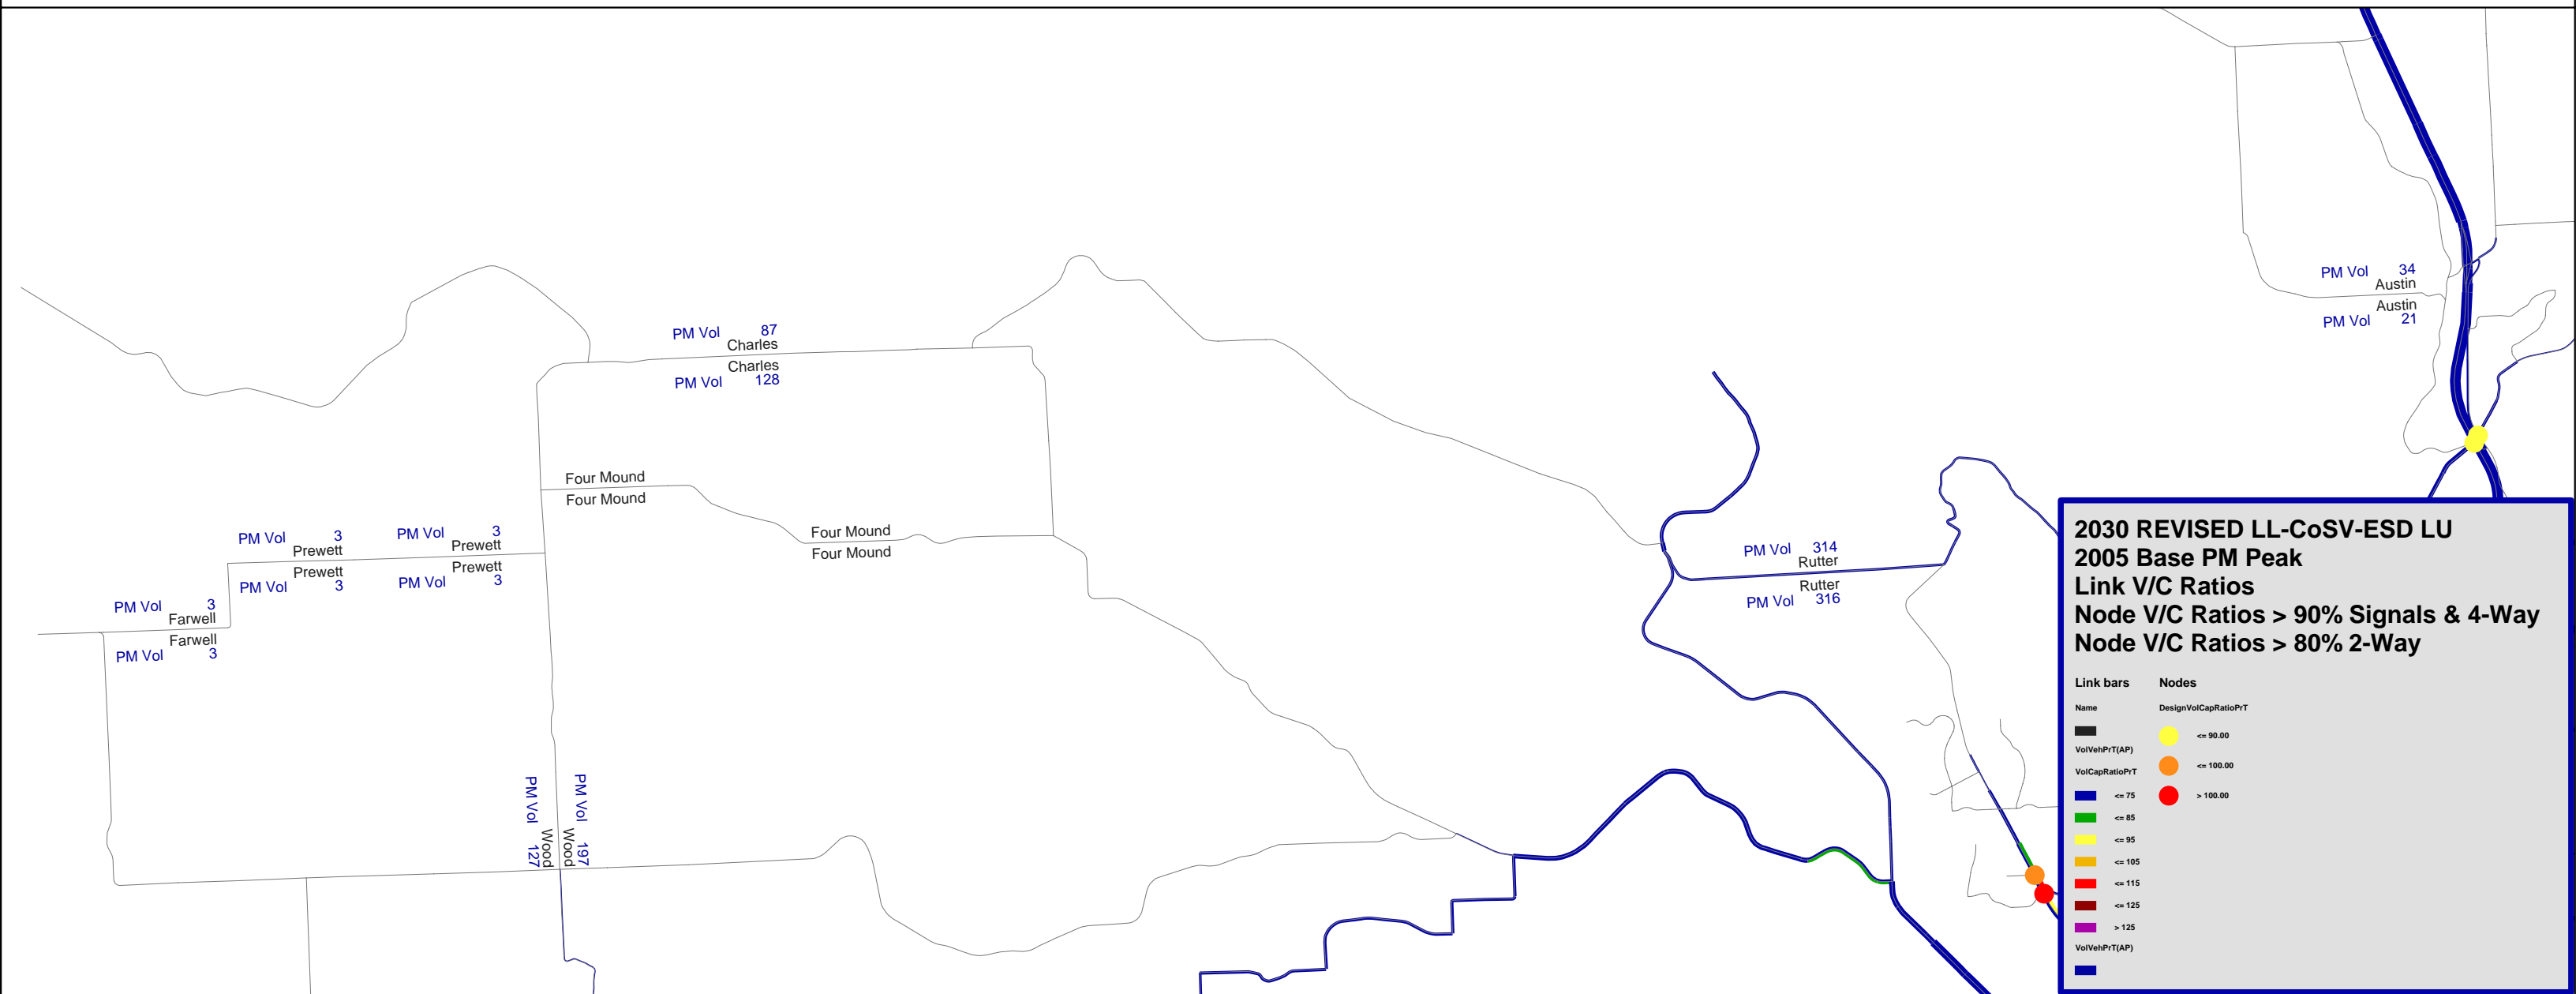 PM Vol 34
Austin
Austin
PM Vol 21
PM Vol 87
Charles
Charles
PM Vol 128
Four Mound
Four Mound
Four Mound
Four Mound
PM Vol 3
Prewett
Prewett
PM Vol 3
PM Vol 3
Prewett
Prewett
PM Vol 3
PM Vol 3
Farwell
Farwell
PM Vol 3
PM Vol 314
Rutter
Rutter
PM Vol 316
PM Vol 127
Wood
Wood
PM Vol 197
2030 REVISED LL-CoSV-ESD LU
2005 Base PM Peak
Link V/C Ratios
Node V/C Ratios > 90% Signals & 4-Way
Node V/C Ratios > 80% 2-Way
Link bars
Name
VolVehPrT(AP)
VolCapRatioPrT
<= 75
<= 85
<= 95
<= 105
<= 115
<= 125
> 125
VolVehPrT(AP)
Nodes
DesignVolCapRatioPrT
<= 90.00
<= 100.00
> 100.00